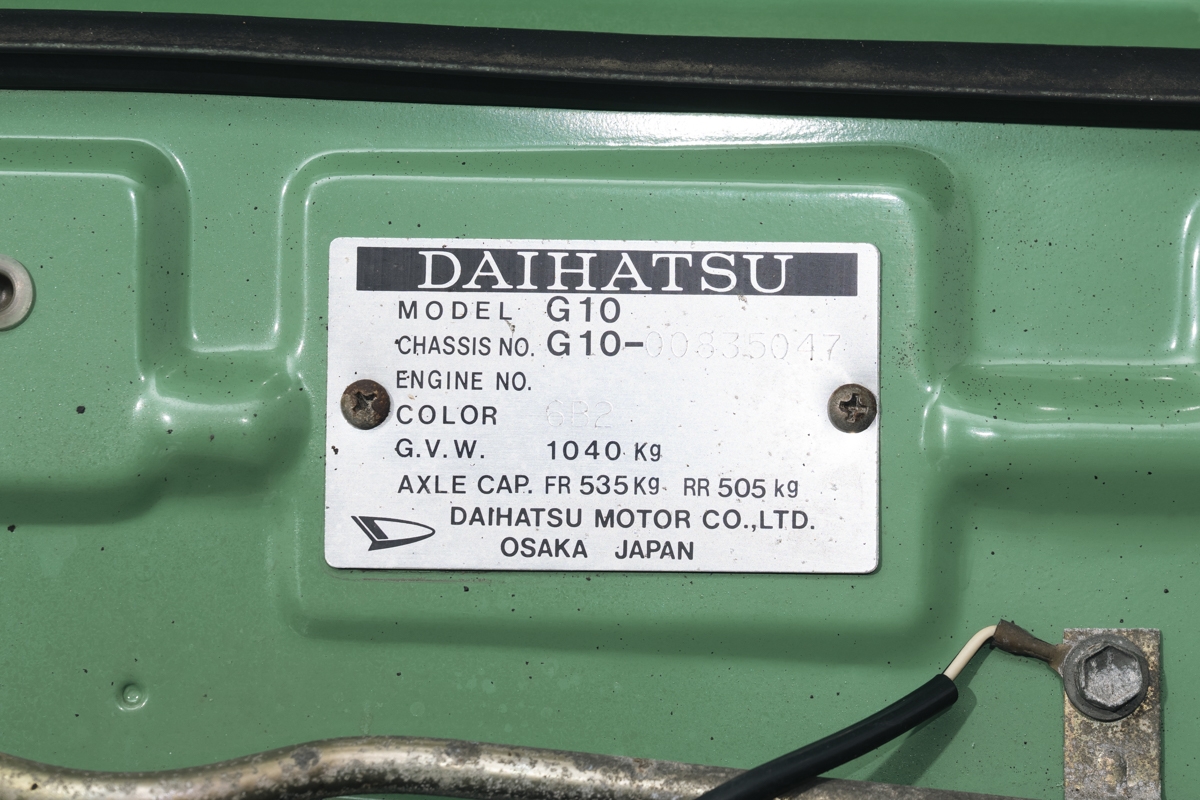 DAIHATSU
MODEL G10
CHASSIS NO. G10-00835047
ENGINE NO.
COLOR GB2
G.V.W. 1040 Kg
AXLE CAP. FR 535 Kg RR 505 kg
DAIHATSU MOTOR CO.,LTD.
OSAKA JAPAN